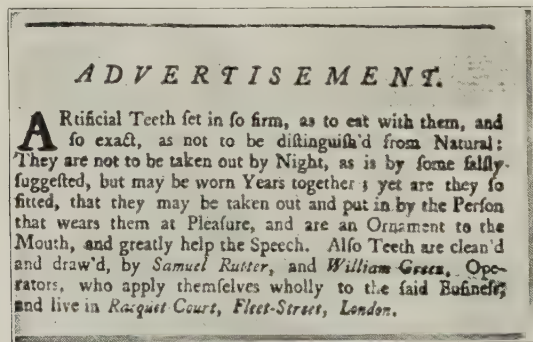 ADVERTISEMENT.
ARtificial Teeth ſet in ſo firm, as to eat with them, and
ſo exact, as not to be diſtinguiſh'd from Natural:
They are not to be taken out by Night, as is by ſome falſly
ſuggeſted, but may be worn Years together; yet are they ſo
fitted, that they may be taken out and put in by the Perſon
that wears them at Pleaſure, and are an Ornament to the
Mouth, and greatly help the Speech. Alſo Teeth are clean'd
and draw'd, by Samuel Rutter, and William Green, Ope-
rators, who apply themſelves wholly to the ſaid Buſineſs,
and live in Racquet Court, Fleet-Street, London.